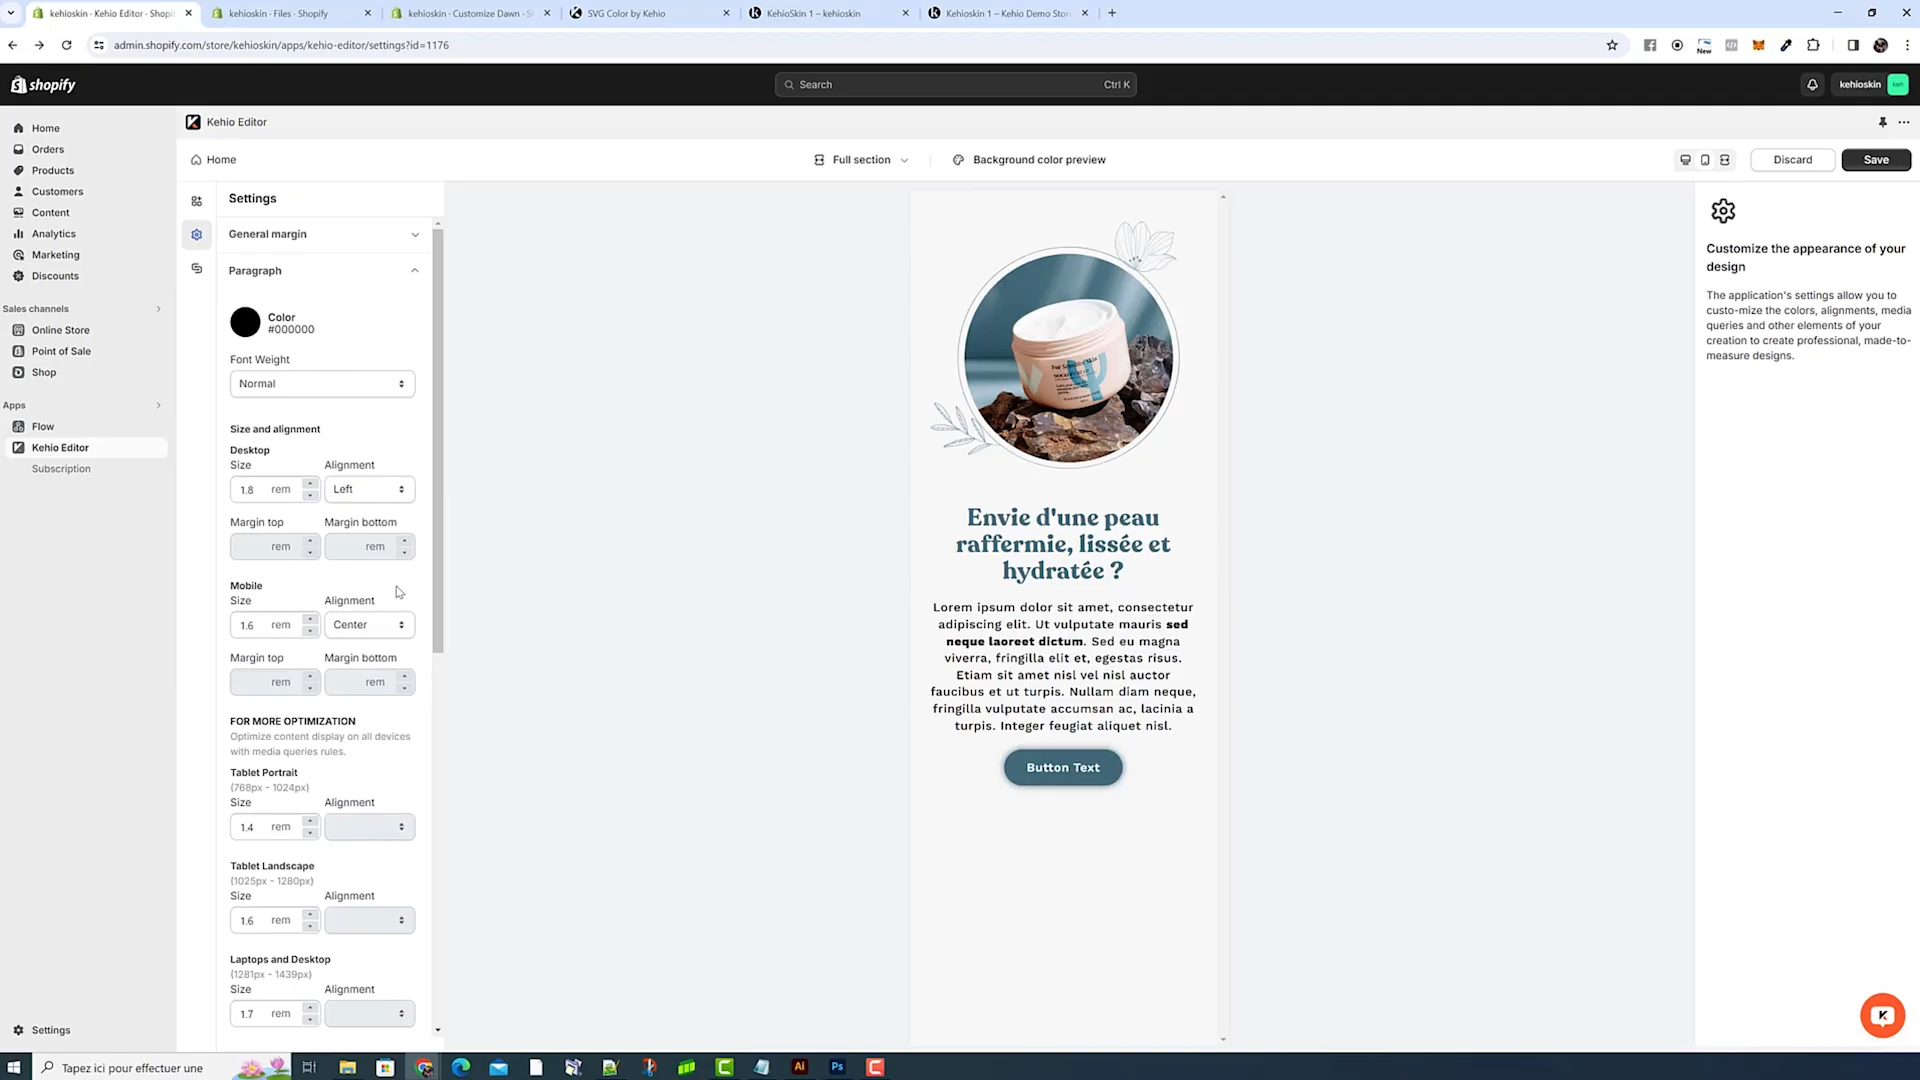 kehioskin · Kehio Editor · Shopi
kehioskin · Files · Shopify
kehioskin · Customize Dawn · S
SVG Color by Kehio
KehioSkin 1 – kehioskin
Kehioskin 1 – Kehio Demo Stor
admin.shopify.com/store/kehioskin/apps/kehio-editor/settings?id=1176
New
shopify
Search
Ctrl K
kehioskin
keh
Home
Orders
Products
Customers
Content
Analytics
Marketing
Discounts
Sales channels
Online Store
Point of Sale
Shop
Apps
Flow
Kehio Editor
Subscription
Settings
Kehio Editor
Home
Full section
Background color preview
Discard
Save
Settings
General margin
Paragraph
Color
#000000
Font Weight
Normal
Size and alignment
Desktop
Size
Alignment
1.8 rem
Left
Margin top
Margin bottom
rem
rem
Mobile
Size
Alignment
1.6 rem
Center
Margin top
Margin bottom
rem
rem
FOR MORE OPTIMIZATION
Optimize content display on all devices
with media queries rules.
Tablet Portrait
(768px - 1024px)
Size
Alignment
1.4 rem
Tablet Landscape
(1025px - 1280px)
Size
Alignment
1.6 rem
Laptops and Desktop
(1281px - 1439px)
Size
Alignment
1.7 rem
For Sensitive Skin
Envie d'une peau
raffermie, lissée et
hydratée ?
Lorem ipsum dolor sit amet, consectetur
adipiscing elit. Ut vulputate mauris sed
neque laoreet dictum. Sed eu magna
viverra, fringilla elit et, egestas risus.
Etiam sit amet nisl vel nisl auctor
faucibus et ut turpis. Nullam diam neque,
fringilla vulputate accumsan ac, lacinia a
turpis. Integer feugiat aliquet nisl.
Button Text
Customize the appearance of your
design
The application's settings allow you to
custo-mize the colors, alignments, media
queries and other elements of your
creation to create professional, made-to-
measure designs.
Tapez ici pour effectuer une
Ai
Ps